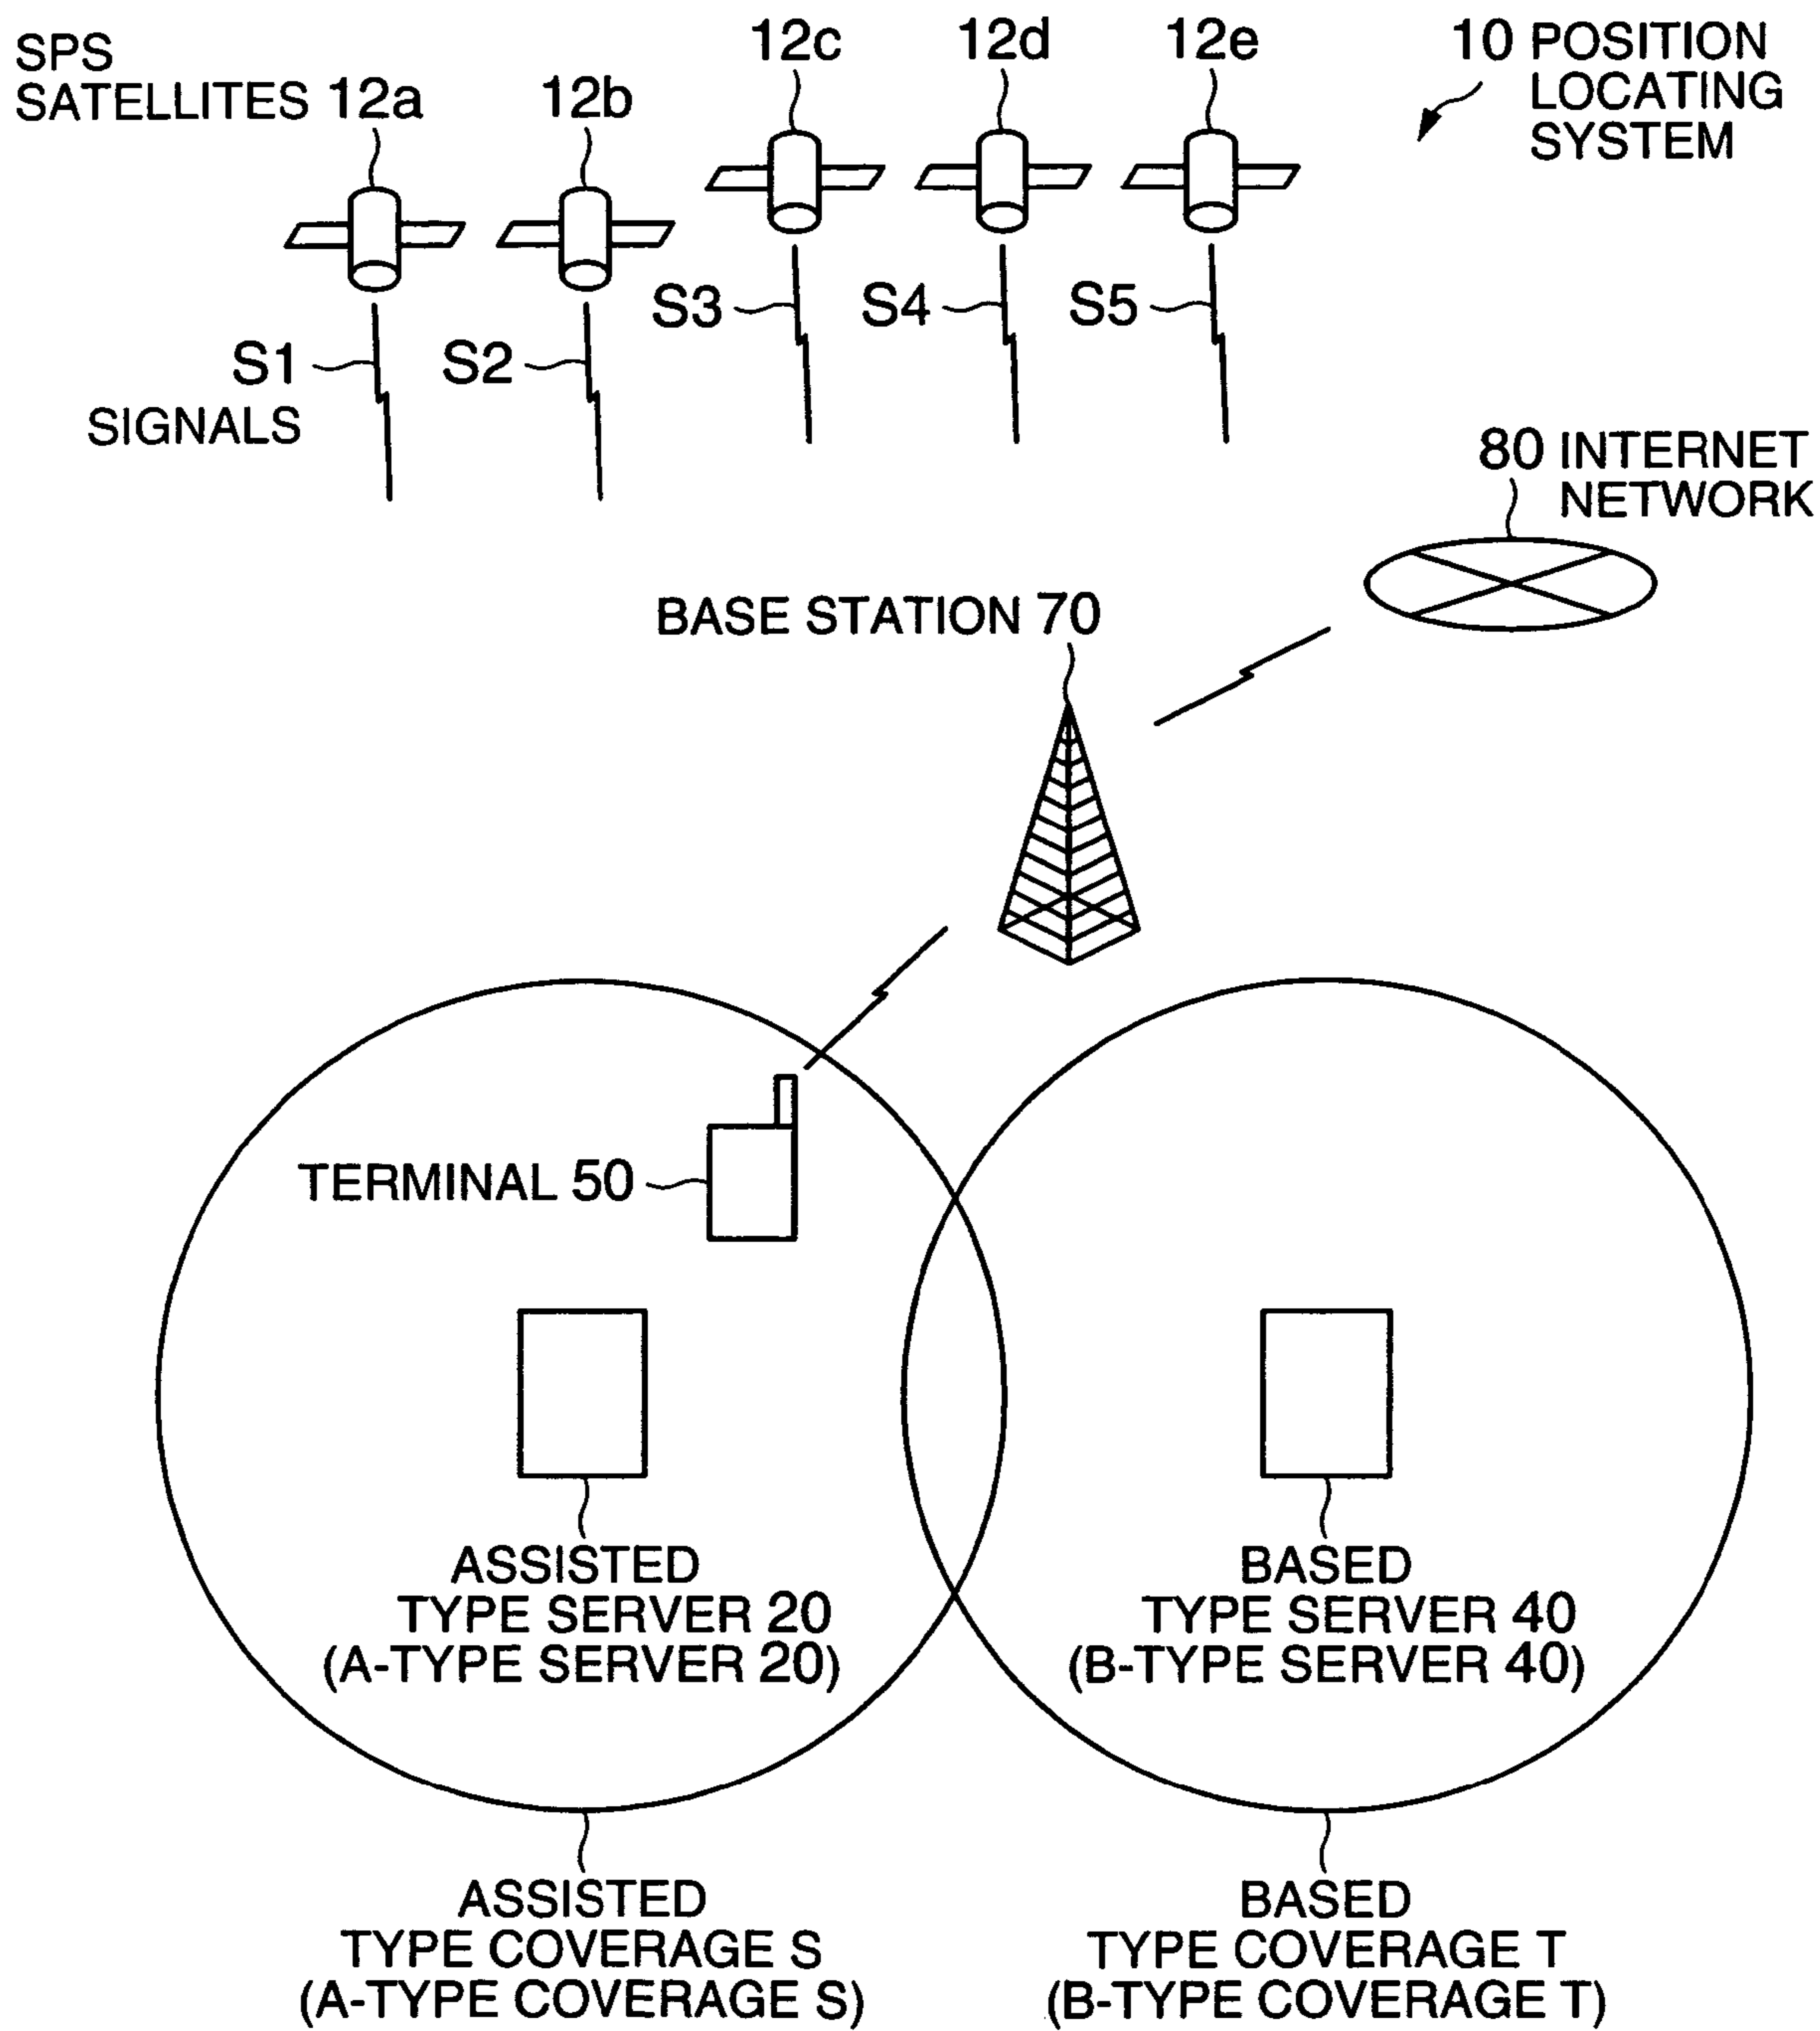 SPS
SATELLITES 12a
12b
12c
12d
12e
10 POSITION
LOCATING
SYSTEM
S1
SIGNALS
S2
S3
S4
S5
80 INTERNET
NETWORK
BASE STATION 70
TERMINAL 50
ASSISTED
TYPE SERVER 20
(A-TYPE SERVER 20)
BASED
TYPE SERVER 40
(B-TYPE SERVER 40)
ASSISTED
TYPE COVERAGE S
(A-TYPE COVERAGE S)
BASED
TYPE COVERAGE T
(B-TYPE COVERAGE T)